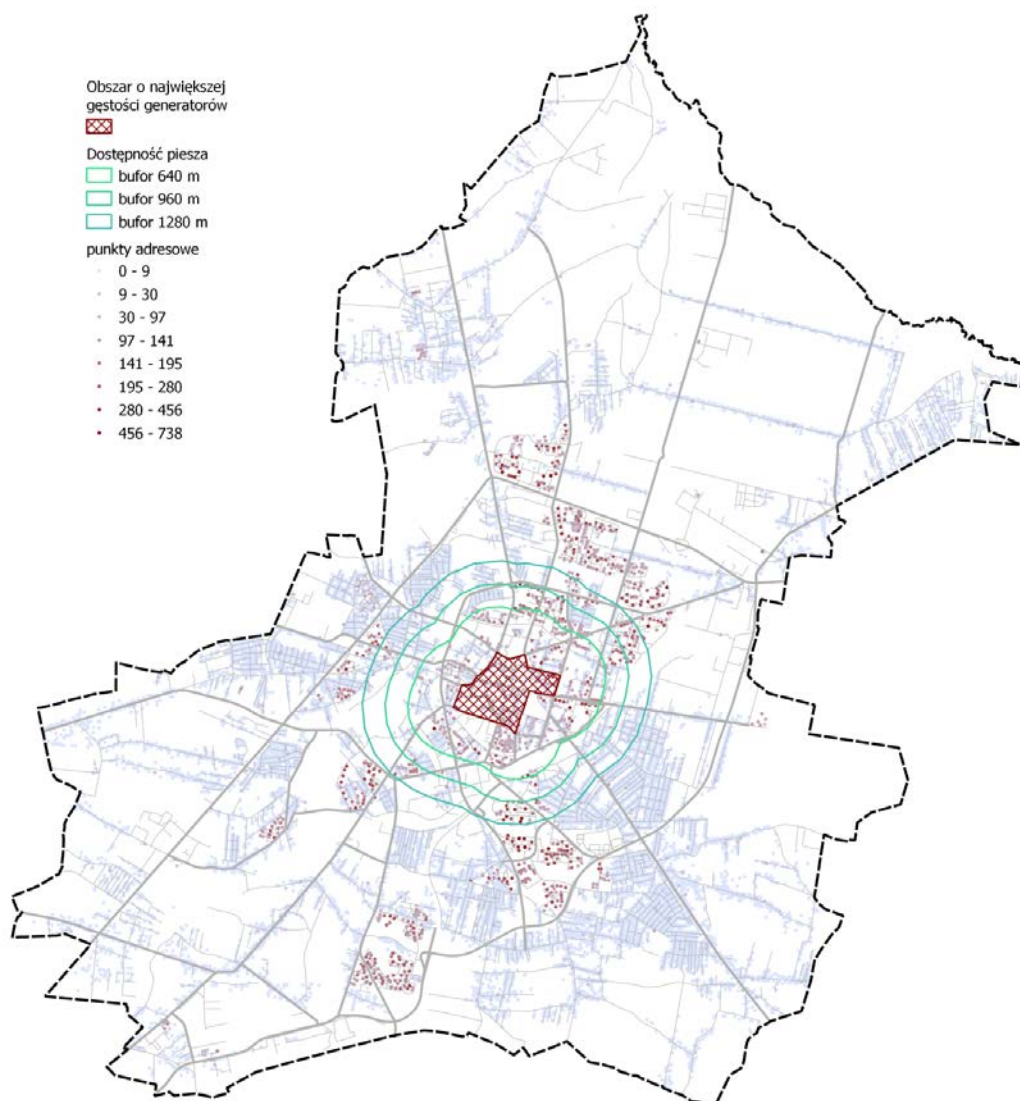 Obszar o największej
gęstości generatorów
Dostępność piesza
bufor 640 m
bufor 960 m
bufor 1280 m
punkty adresowe
0 - 9
9 - 30
30 - 97
97 - 141
141 - 195
195 - 280
280 - 456
456 - 738